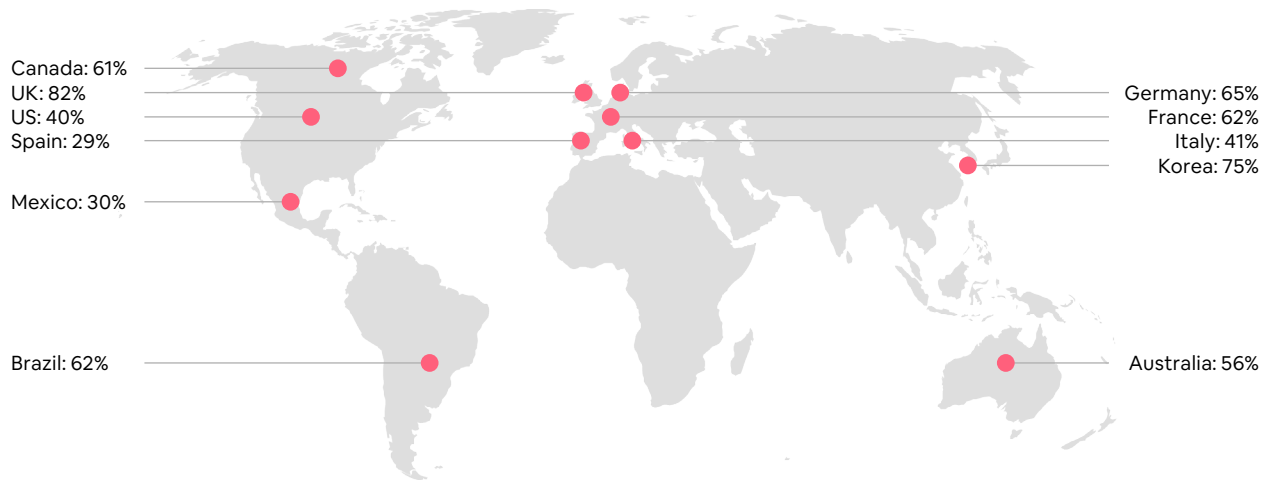 Canada: 61%
UK: 82%
US: 40%
Spain: 29%
Mexico: 30%
Brazil: 62%
Germany: 65%
France: 62%
Italy: 41%
Korea: 75%
Australia: 56%